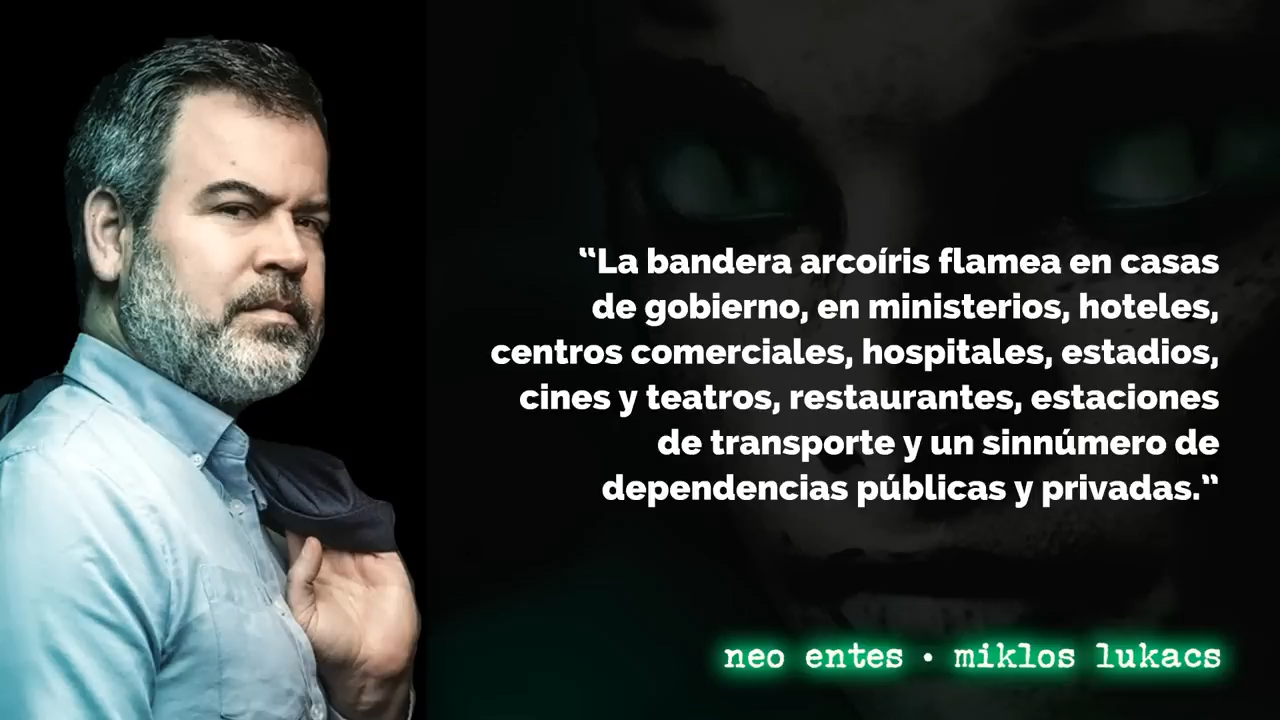 “La bandera arcoíris flamea en casas
de gobierno, en ministerios, hoteles,
centros comerciales, hospitales, estadios,
cines y teatros, restaurantes, estaciones
de transporte y un sinnúmero de
dependencias públicas y privadas.”
neo entes • miklos lukacs